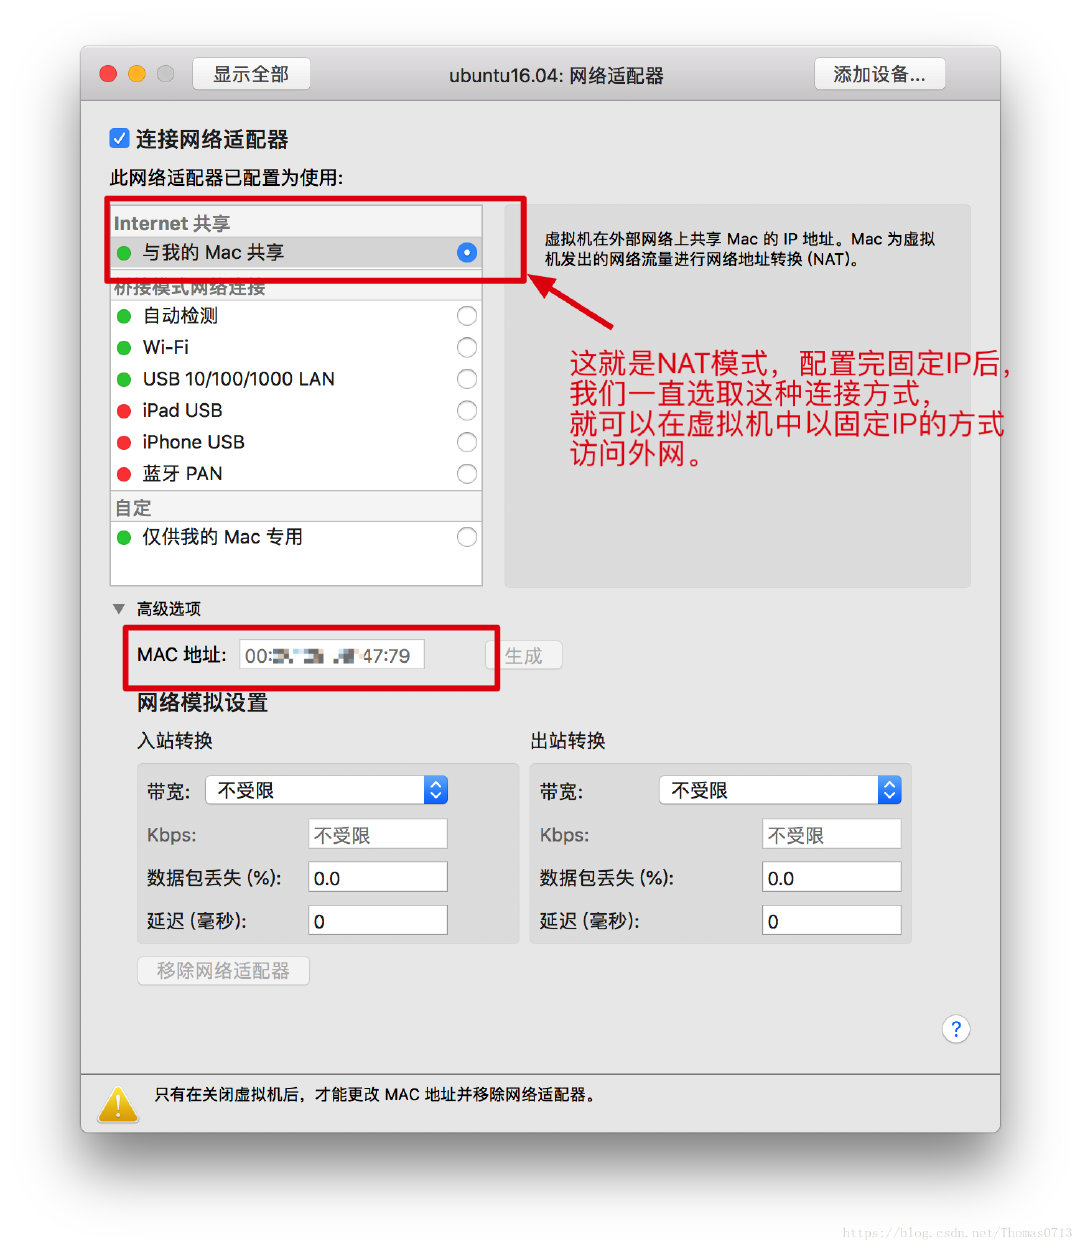 显示全部
ubuntu16.04: 网络适配器
添加设备...
连接网络适配器
此网络适配器已配置为使用:
Internet 共享
与我的 Mac 共享
桥接模式网络连接
自动检测
Wi-Fi
USB 10/100/1000 LAN
iPad USB
iPhone USB
蓝牙 PAN
自定
仅供我的 Mac 专用
虚拟机在外部网络上共享 Mac 的 IP 地址。Mac 为虚拟
机发出的网络流量进行网络地址转换 (NAT)。
这就是NAT模式，配置完固定IP后，
我们一直选取这种连接方式，
就可以在虚拟机中以固定IP的方式
访问外网。
高级选项
MAC 地址: 00: 47:79
生成
网络模拟设置
入站转换
带宽: 不受限
Kbps: 不受限
数据包丢失 (%): 0.0
延迟 (毫秒): 0
出站转换
带宽: 不受限
Kbps: 不受限
数据包丢失 (%): 0.0
延迟 (毫秒): 0
移除网络适配器
?
只有在关闭虚拟机后，才能更改 MAC 地址并移除网络适配器。
https://blog.csdn.net/Thomas0713